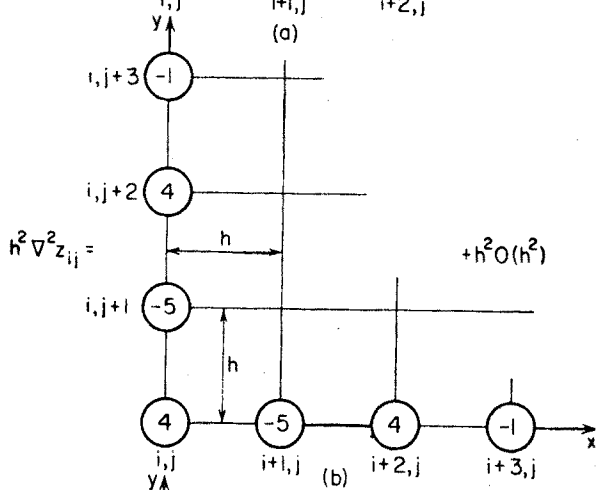 i,j i+1,j i+2,j
y (a)
i,j+3 -1
i,j+2 4
h
h²∇²z_ij = +h²O(h²)
i,j+1 -5
h
4 -5 4 -1 x
i,j i+1,j i+2,j i+3,j
y (b)